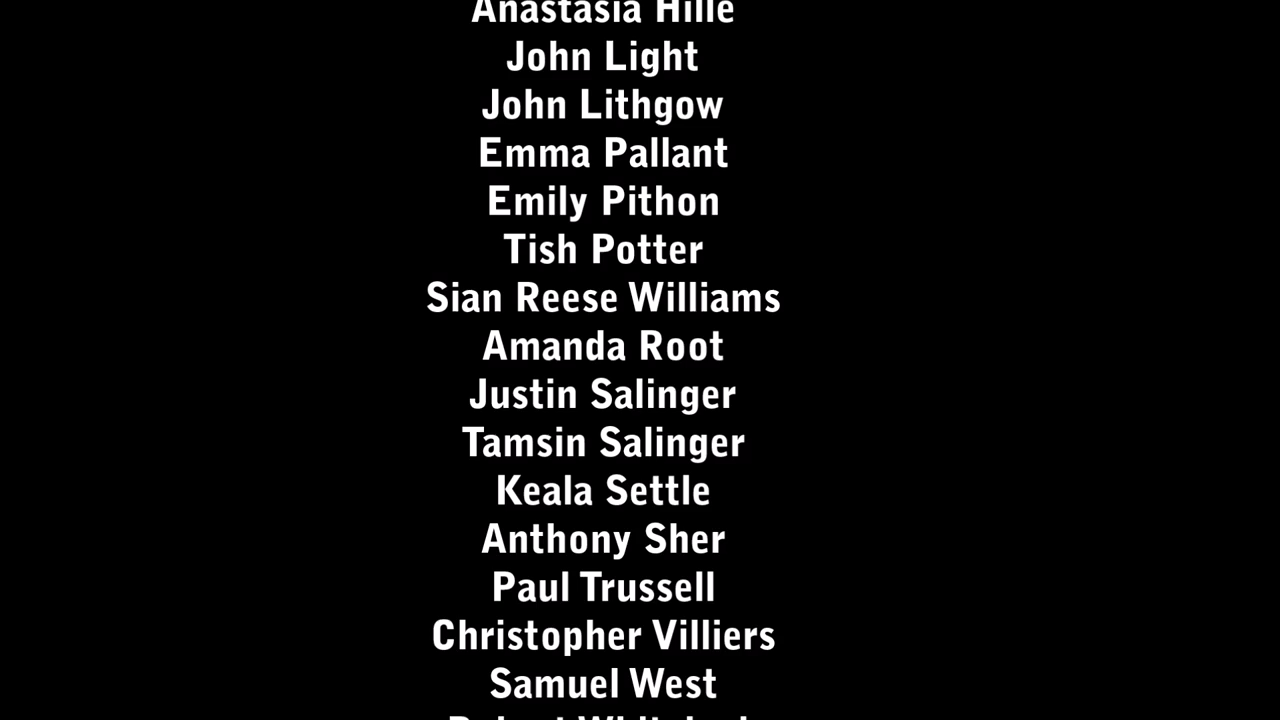 Anastasia Hille
John Light
John Lithgow
Emma Pallant
Emily Pithon
Tish Potter
Sian Reese Williams
Amanda Root
Justin Salinger
Tamsin Salinger
Keala Settle
Anthony Sher
Paul Trussell
Christopher Villiers
Samuel West